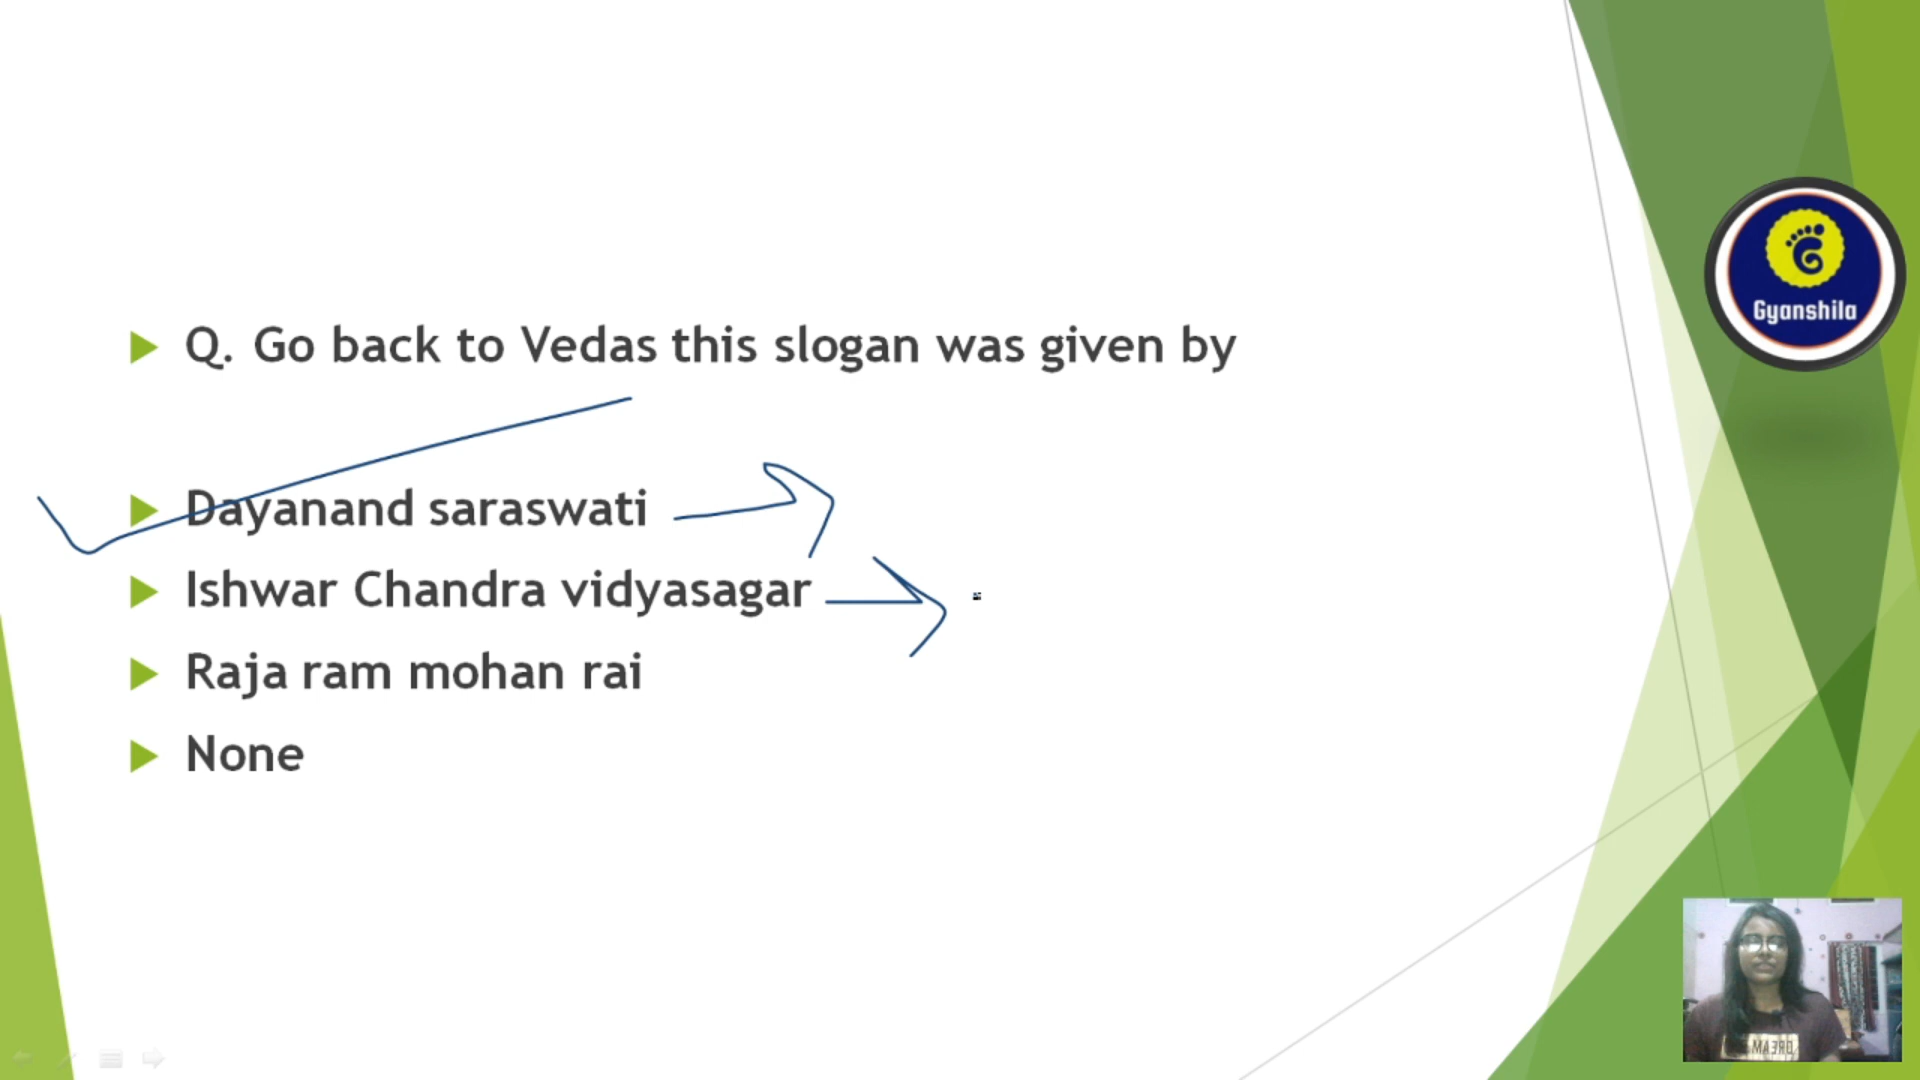 Q. Go back to Vedas this slogan was given by
Dayanand saraswati
Ishwar Chandra vidyasagar
Raja ram mohan rai
None
Gyanshila
DREAM